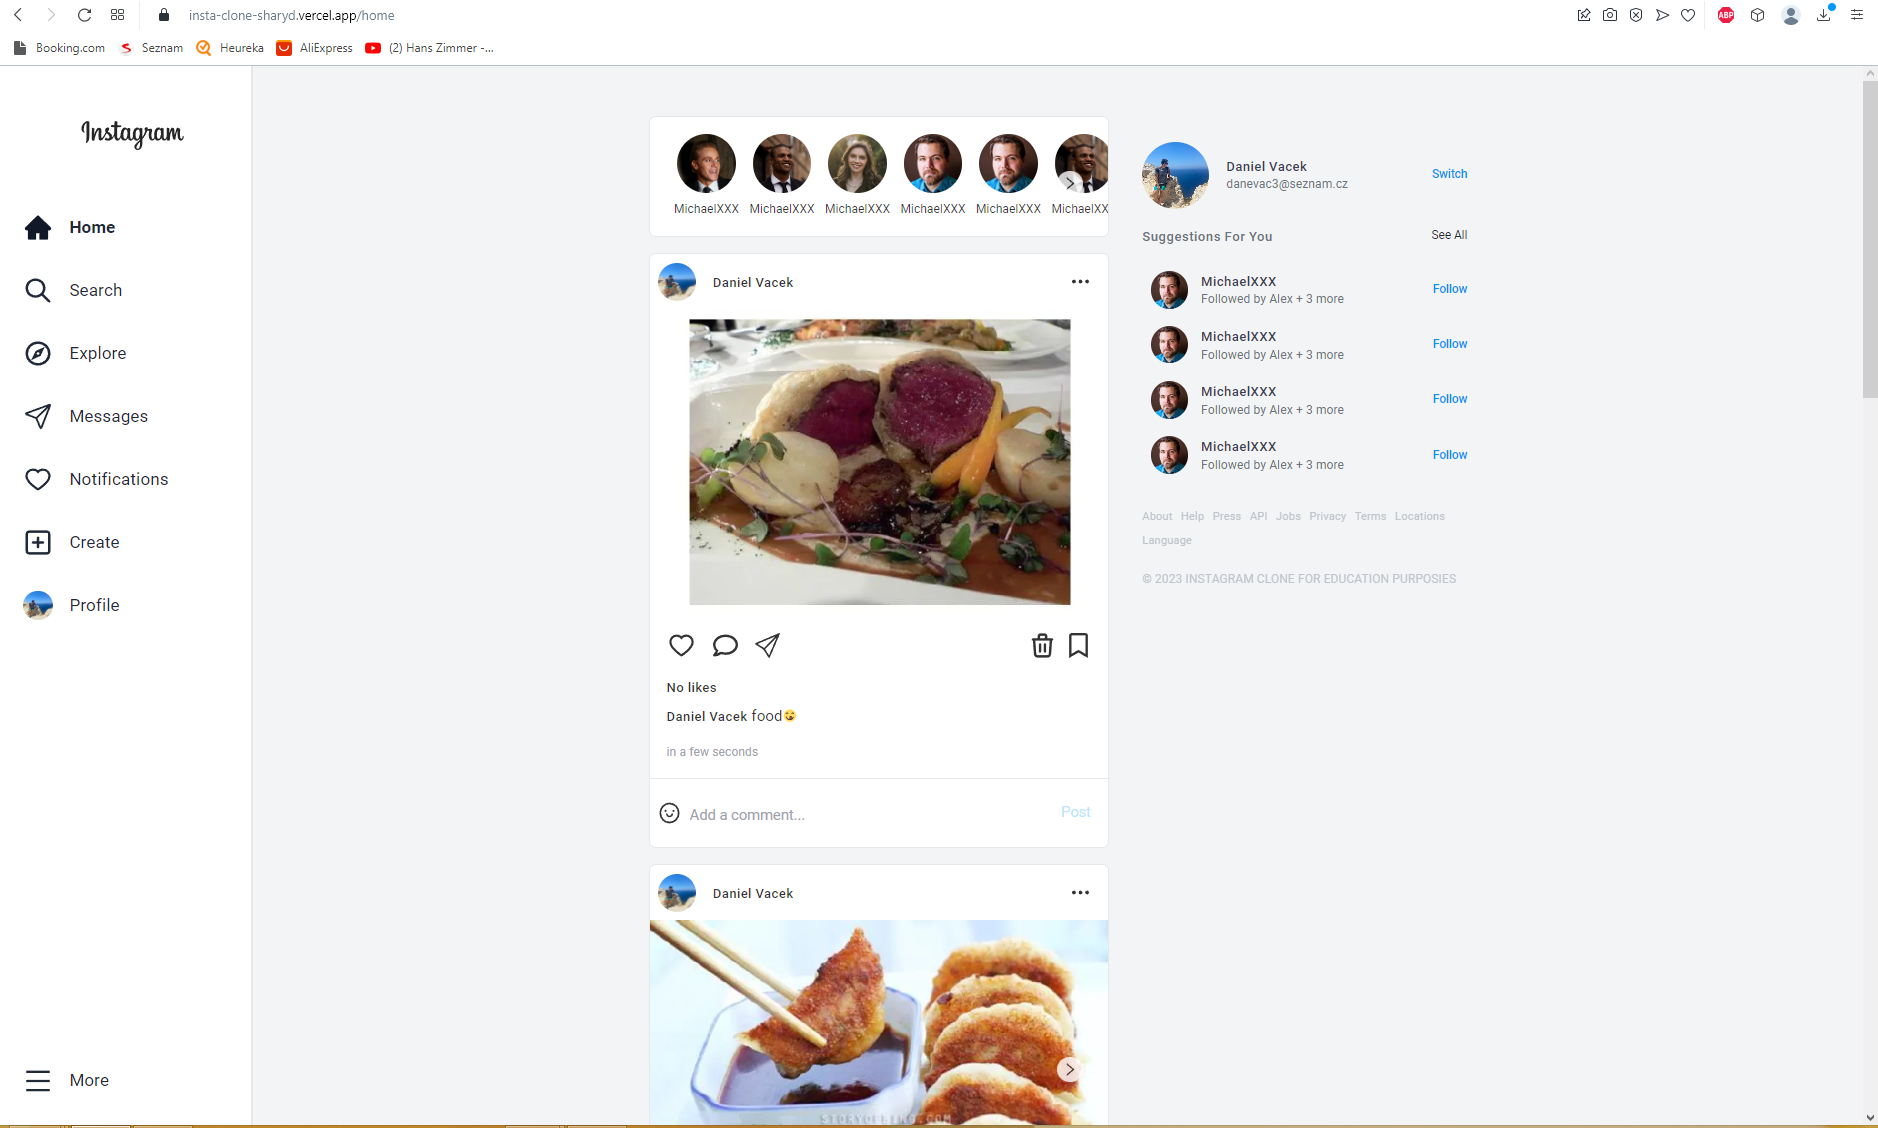 insta-clone-sharyd.vercel.app/home
ABP
Booking.com Seznam Heureka AliExpress (2) Hans Zimmer -...
Instagram
Home
Search
Explore
Messages
Notifications
Create
Profile
More
MichaelXXX MichaelXXX MichaelXXX MichaelXXX MichaelXXX MichaelXX
Daniel Vacek
No likes
Daniel Vacek food😋
in a few seconds
Add a comment... Post
Daniel Vacek
Daniel Vacek
danevac3@seznam.cz
Switch
Suggestions For You See All
MichaelXXX
Followed by Alex + 3 more
Follow
MichaelXXX
Followed by Alex + 3 more
Follow
MichaelXXX
Followed by Alex + 3 more
Follow
MichaelXXX
Followed by Alex + 3 more
Follow
About Help Press API Jobs Privacy Terms Locations
Language
© 2023 INSTAGRAM CLONE FOR EDUCATION PURPOSIES